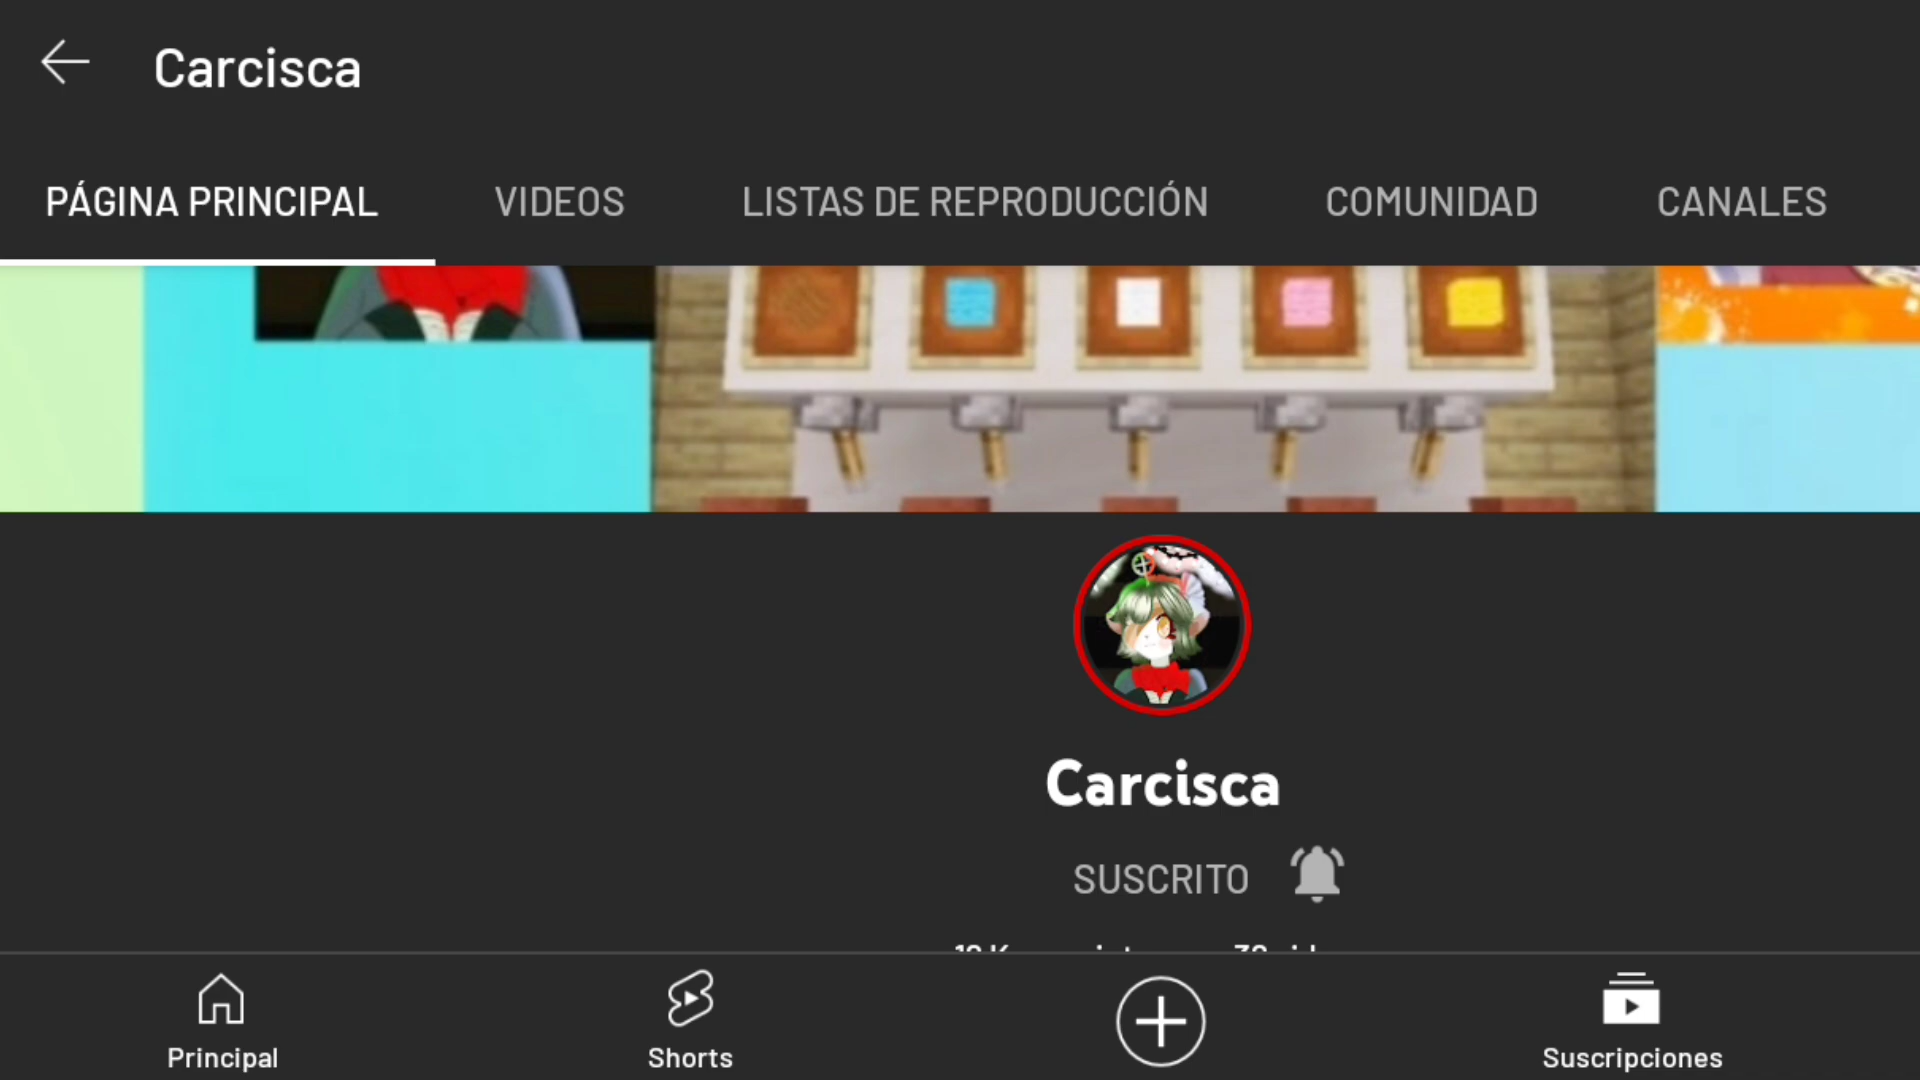 Carcisca
PÁGINA PRINCIPAL VIDEOS LISTAS DE REPRODUCCIÓN COMUNIDAD CANALES
Carcisca
SUSCRITO
Principal Shorts Suscripciones